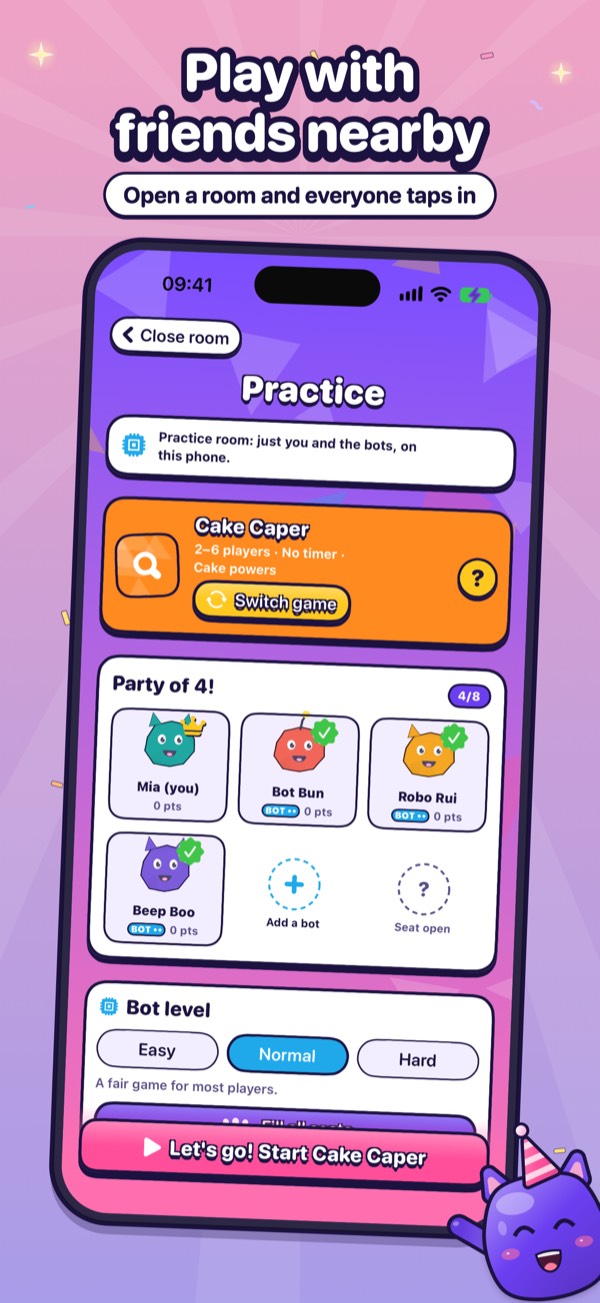 Play with
friends nearby
Open a room and everyone taps in
09:41
Close room
Practice
Practice room: just you and the bots, on
this phone.
Cake Caper
2–6 players · No timer ·
Cake powers
Switch game
?
Party of 4!
4/8
Mia (you)
0 pts
Bot Bun
BOT 0 pts
Robo Rui
BOT 0 pts
Beep Boo
BOT 0 pts
Add a bot
?
Seat open
Bot level
Easy
Normal
Hard
A fair game for most players.
Let's go! Start Cake Caper